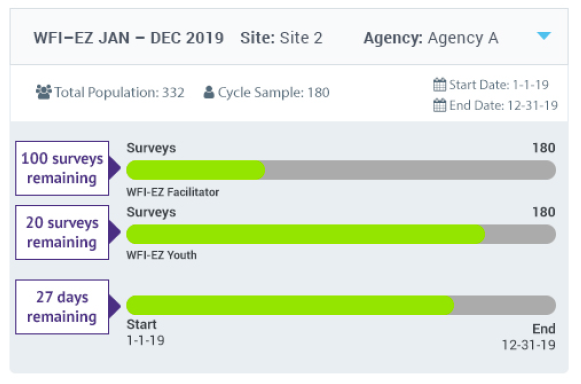 WFI–EZ JAN – DEC 2019 Site: Site 2 Agency: Agency A
Total Population: 332 Cycle Sample: 180 Start Date: 1-1-19
End Date: 12-31-19
100 surveys
remaining
Surveys 180
WFI-EZ Facilitator
20 surveys
remaining
Surveys 180
WFI-EZ Youth
27 days
remaining
Start End
1-1-19 12-31-19